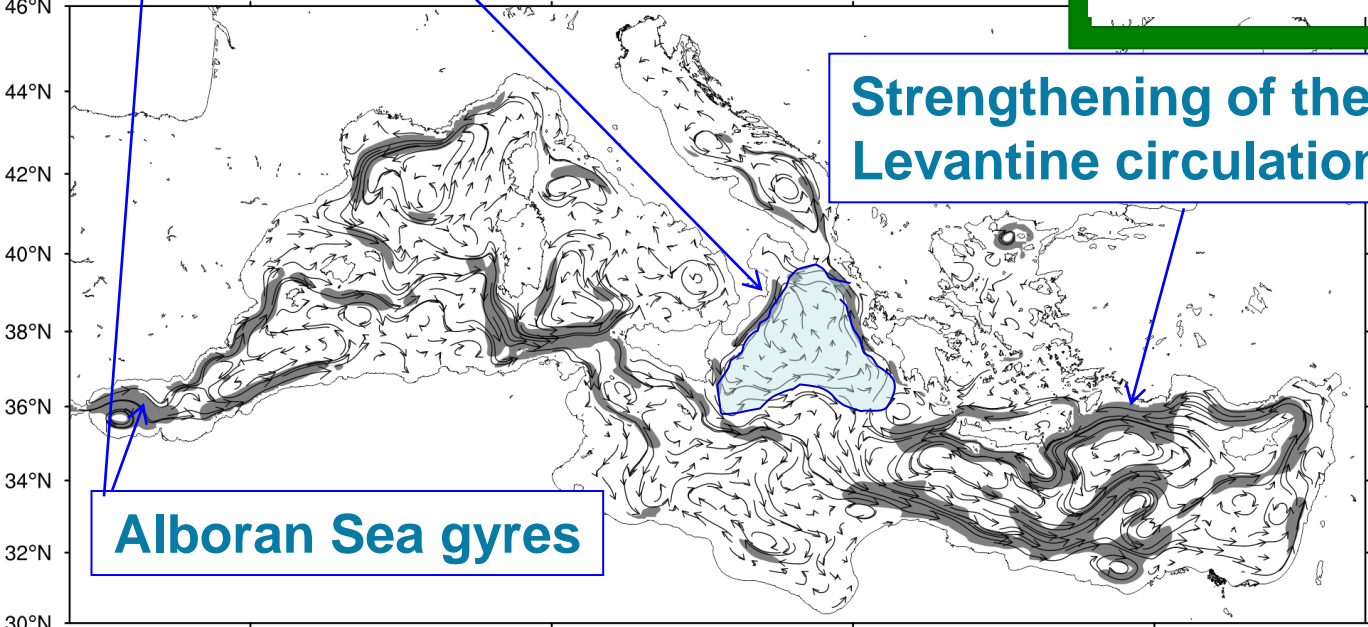 46°N
44°N
42°N
40°N
38°N
36°N
34°N
32°N
30°N
Strengthening of the
Levantine circulation
Alboran Sea gyres